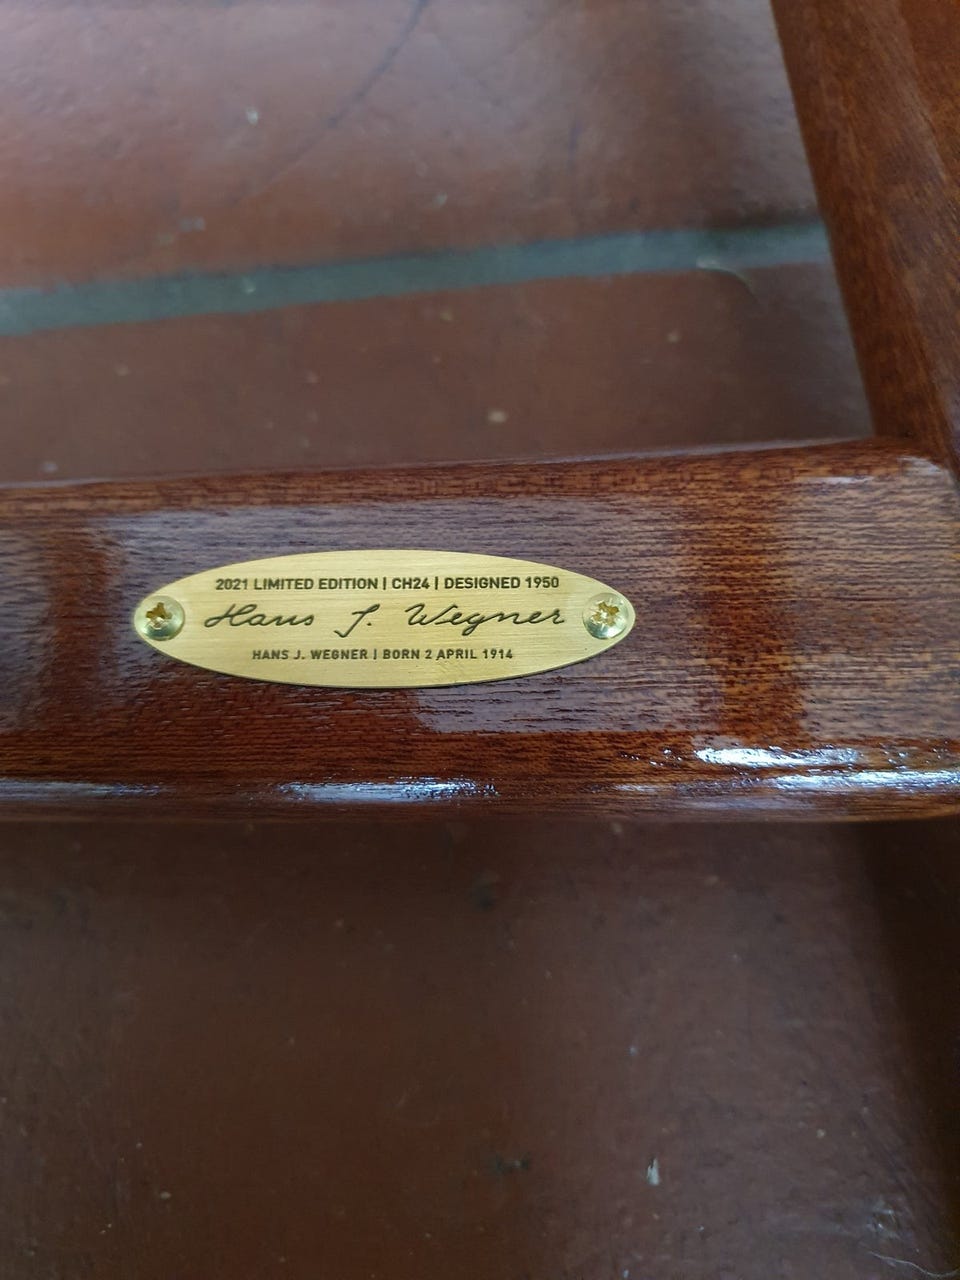 2021 LIMITED EDITION | CH24 | DESIGNED 1950
Hans J. Wegner
HANS J. WEGNER | BORN 2 APRIL 1914